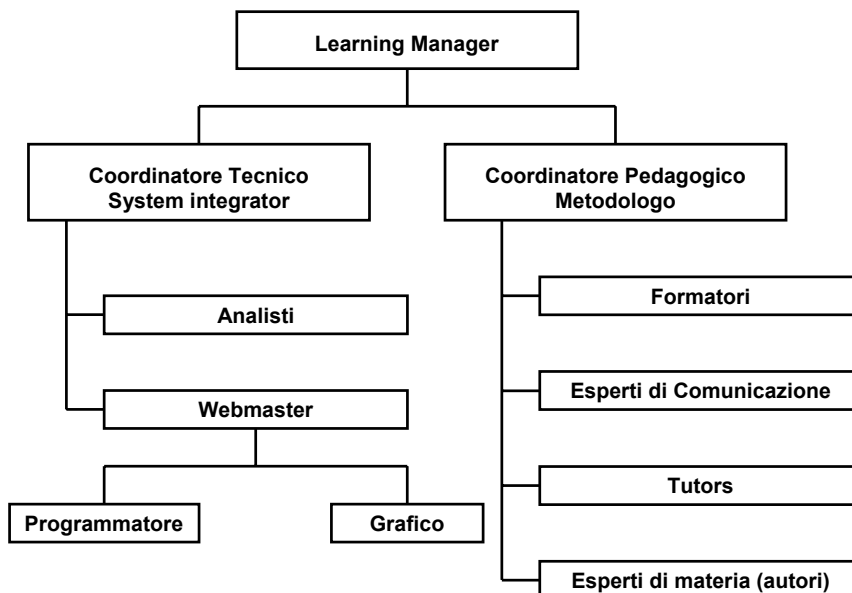 Learning Manager
Coordinatore Tecnico
System integrator
Coordinatore Pedagogico
Metodologo
Analisti
Webmaster
Programmatore
Grafico
Formatori
Esperti di Comunicazione
Tutors
Esperti di materia (autori)